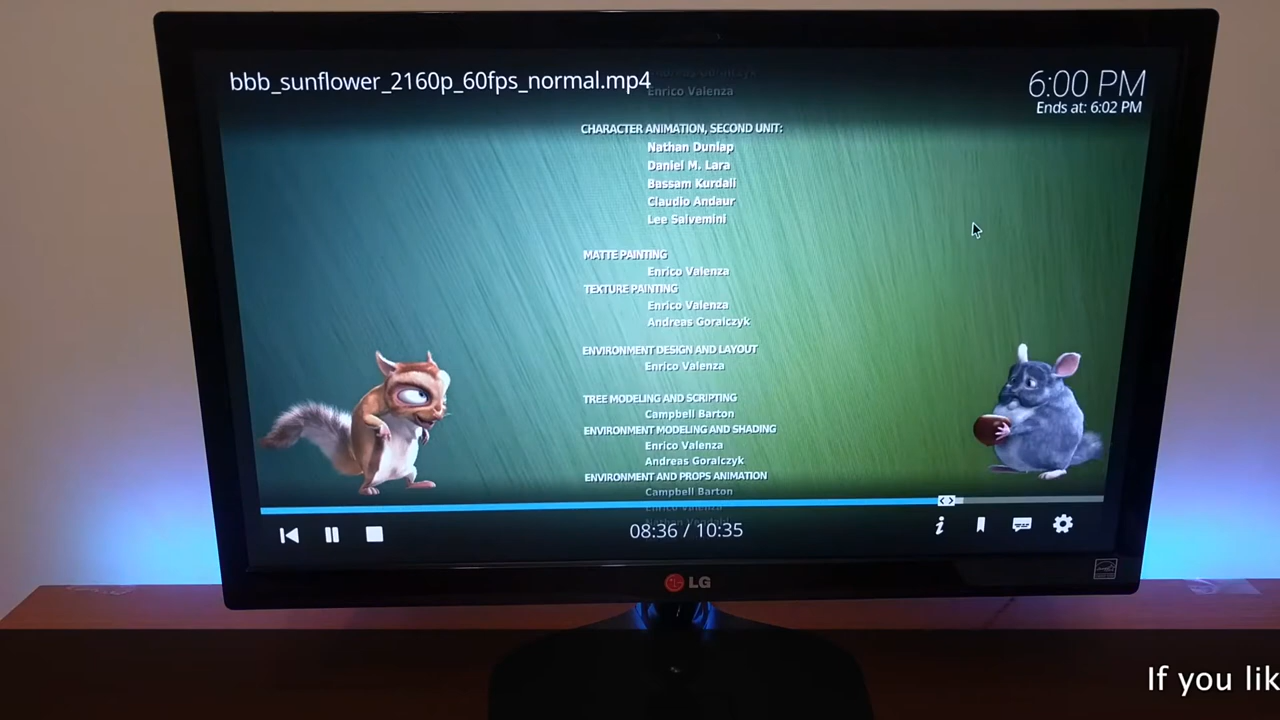 bbb_sunflower_2160p_60fps_normal.mp4
6:00 PM
Ends at: 6:02 PM
Enrico Valenza
CHARACTER ANIMATION, SECOND UNIT:
Nathan Dunlap
Daniel M. Lara
Bassam Kurdali
Claudio Andaur
Lee Salvemini
MATTE PAINTING
Enrico Valenza
TEXTURE PAINTING
Enrico Valenza
Andreas Goralczyk
ENVIRONMENT DESIGN AND LAYOUT
Enrico Valenza
TREE MODELING AND SCRIPTING
Campbell Barton
ENVIRONMENT MODELING AND SHADING
Enrico Valenza
Andreas Goralczyk
ENVIRONMENT AND PROPS ANIMATION
Campbell Barton
Enrico Valenza
08:36 / 10:35
LG
If you lik